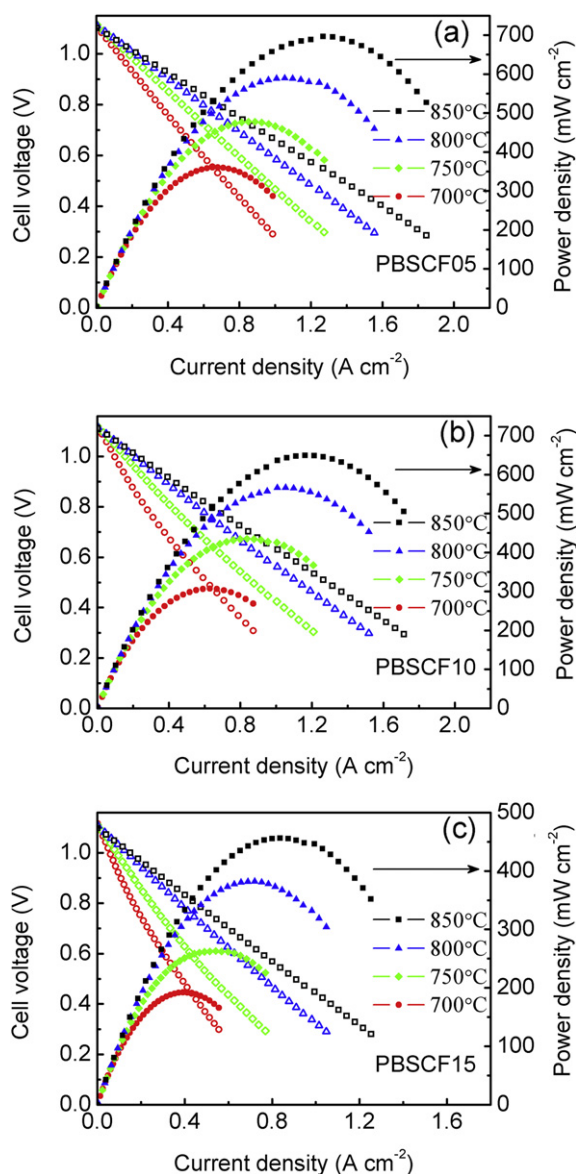 (a)
Cell voltage (V)
1.0
0.8
0.6
0.4
0.2
0.0
700
600
500
400
300
200
100
0
Power density (mW cm-2)
850°C
800°C
750°C
700°C
PBSCF05
0.0 0.4 0.8 1.2 1.6 2.0
Current density (A cm-2)
(b)
Cell voltage (V)
1.0
0.8
0.6
0.4
0.2
0.0
700
600
500
400
300
200
100
0
Power density (mW cm-2)
850°C
800°C
750°C
700°C
PBSCF10
0.0 0.4 0.8 1.2 1.6 2.0
Current density (A cm-2)
(c)
Cell voltage (V)
1.0
0.8
0.6
0.4
0.2
0.0
500
400
300
200
100
0
Power density (mW cm-2)
850°C
800°C
750°C
700°C
PBSCF15
0.0 0.4 0.8 1.2 1.6
Current density (A cm-2)